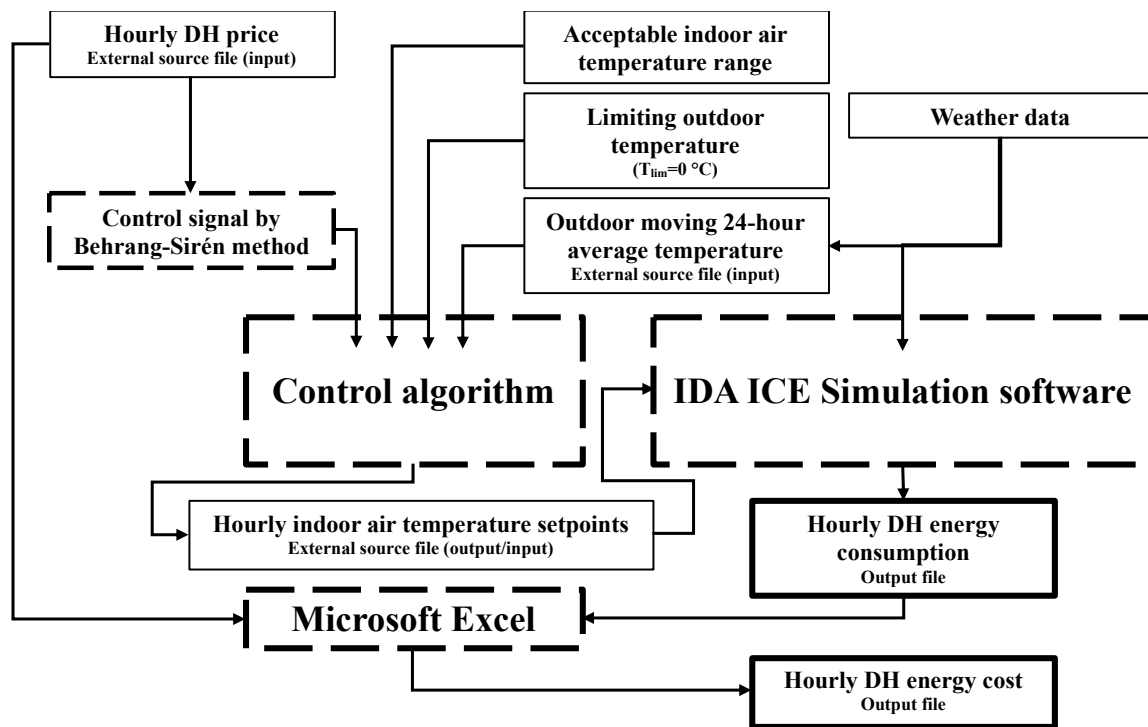 Hourly DH price
External source file (input)
Acceptable indoor air
temperature range
Limiting outdoor
temperature
(Tlim=0 °C)
Weather data
Control signal by
Behrang-Sirén method
Outdoor moving 24-hour
average temperature
External source file (input)
Control algorithm
IDA ICE Simulation software
Hourly indoor air temperature setpoints
External source file (output/input)
Hourly DH energy
consumption
Output file
Microsoft Excel
Hourly DH energy cost
Output file